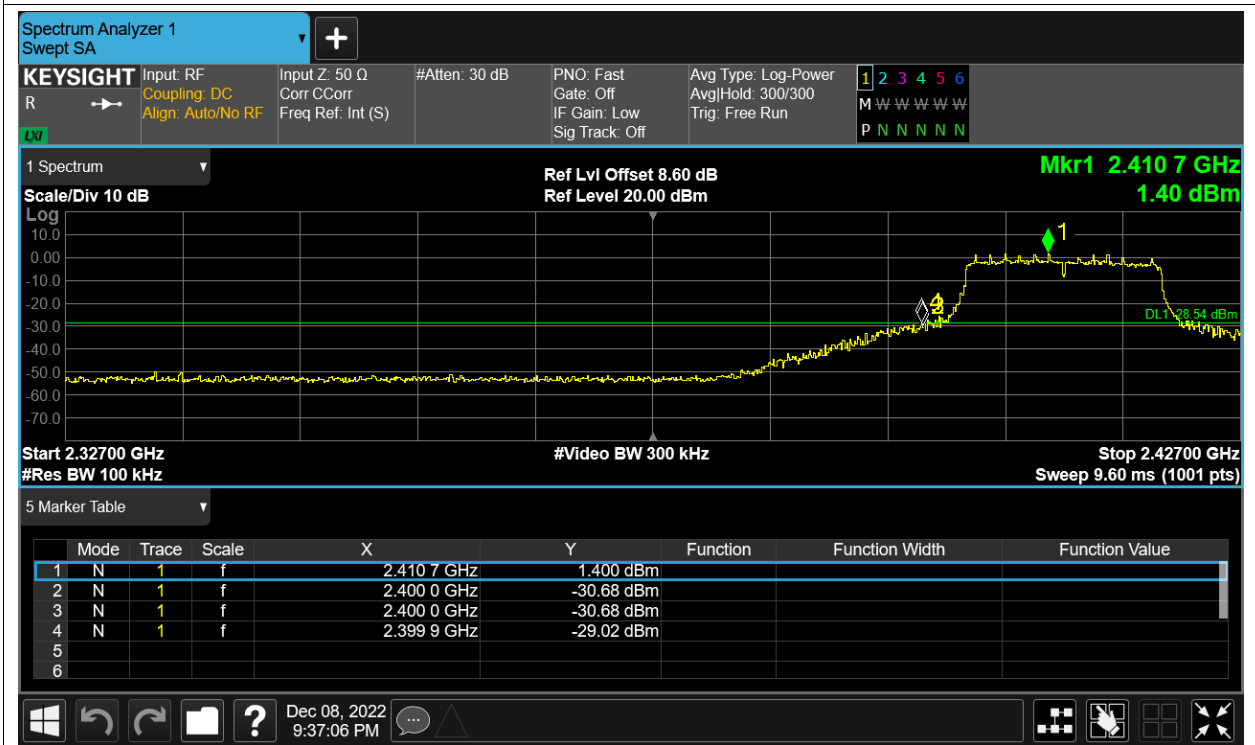 Spectrum Analyzer 1
Swept SA
KEYSIGHT Input: RF Input Z: 50 Ω #Atten: 30 dB PNO: Fast Avg Type: Log-Power 1 2 3 4 5 6
R Coupling: DC Corr CCorr Gate: Off Avg|Hold: 300/300 M W W W W W
Align: Auto/No RF Freq Ref: Int (S) IF Gain: Low Trig: Free Run
LXI Sig Track: Off P N N N N N
1 Spectrum Ref Lvl Offset 8.60 dB Mkr1 2.410 7 GHz
Scale/Div 10 dB Ref Level 20.00 dBm 1.40 dBm
Log
10.0
0.00
-10.0
-20.0
-30.0
-40.0
-50.0
-60.0
-70.0
1
DL1 -28.54 dBm
Start 2.32700 GHz #Video BW 300 kHz Stop 2.42700 GHz
#Res BW 100 kHz Sweep 9.60 ms (1001 pts)
5 Marker Table
Mode Trace Scale X Y Function Function Width Function Value
1 N 1 f 2.410 7 GHz 1.400 dBm
2 N 1 f 2.400 0 GHz -30.68 dBm
3 N 1 f 2.400 0 GHz -30.68 dBm
4 N 1 f 2.399 9 GHz -29.02 dBm
5
6
? Dec 08, 2022
9:37:06 PM